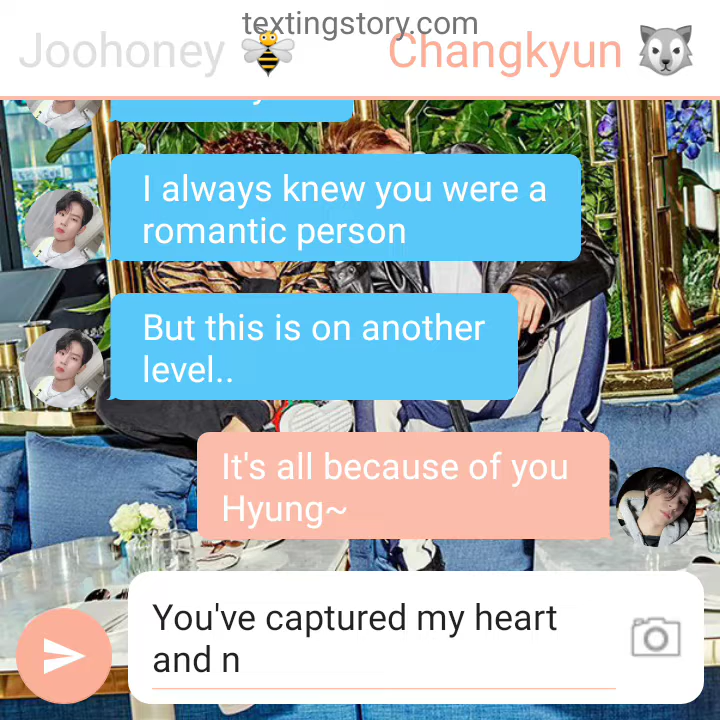 textingstory.com
Joohoney 🐝
Changkyun 🐺
I always knew you were a
romantic person
But this is on another
level..
It's all because of you
Hyung~
You've captured my heart
and n